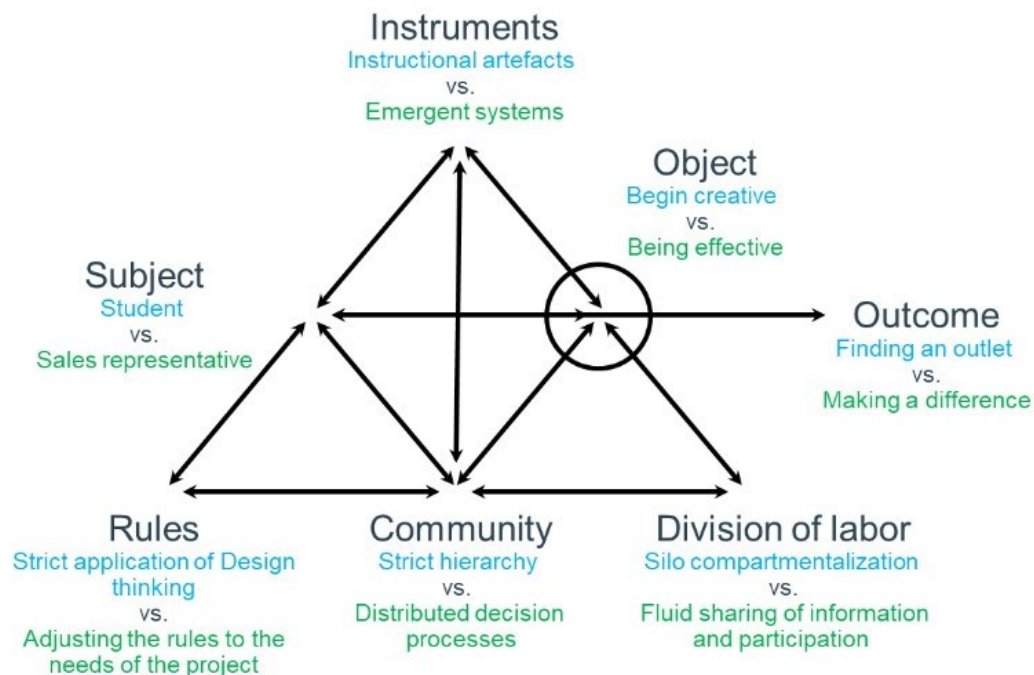 Instruments
Instructional artefacts
vs.
Emergent systems
Object
Begin creative
vs.
Being effective
Subject
Student
vs.
Sales representative
Outcome
Finding an outlet
vs.
Making a difference
Rules
Strict application of Design
thinking
vs.
Adjusting the rules to the
needs of the project
Community
Strict hierarchy
vs.
Distributed decision
processes
Division of labor
Silo compartmentalization
vs.
Fluid sharing of information
and participation